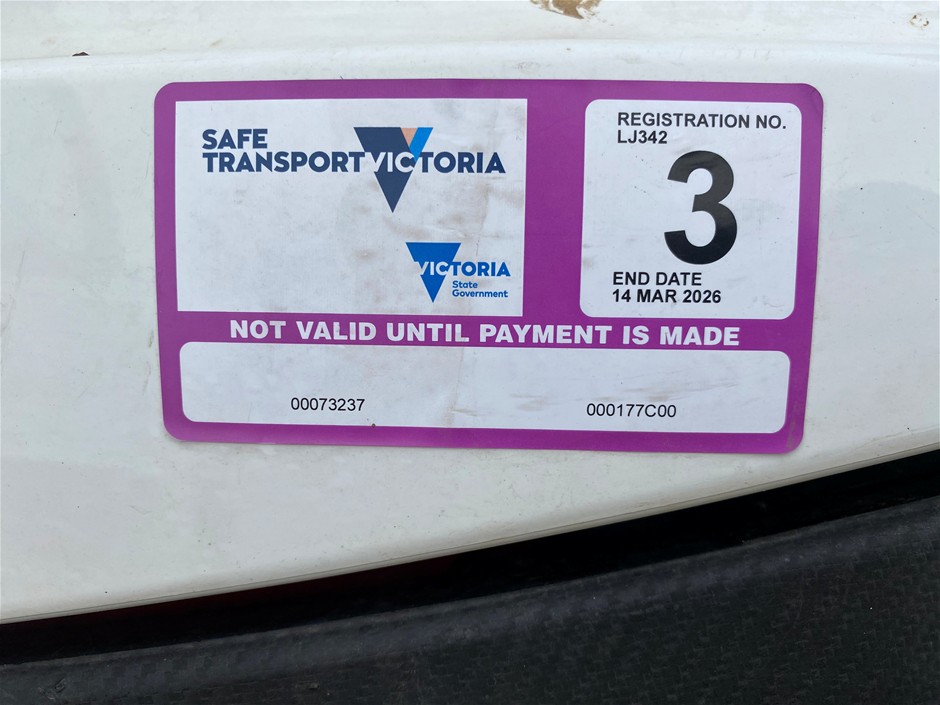 SAFE
TRANSPORT VICTORIA
VICTORIA
State
Government
REGISTRATION NO.
LJ342
3
END DATE
14 MAR 2026
NOT VALID UNTIL PAYMENT IS MADE
00073237 000177C00